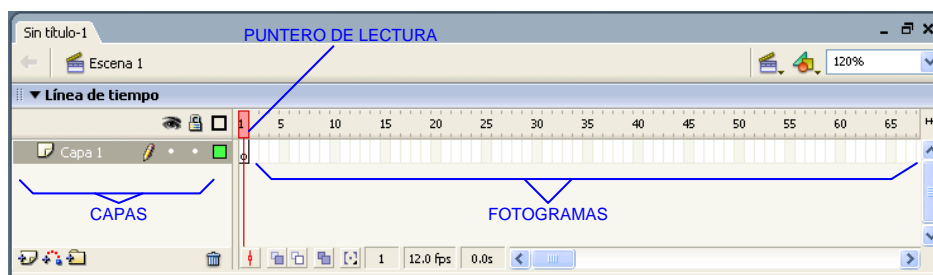 Sin título-1
PUNTERO DE LECTURA
Escena 1
120%
Línea de tiempo
1 5 10 15 20 25 30 35 40 45 50 55 60 65
Capa 1
CAPAS
FOTOGRAMAS
1 12.0 fps 0.0s